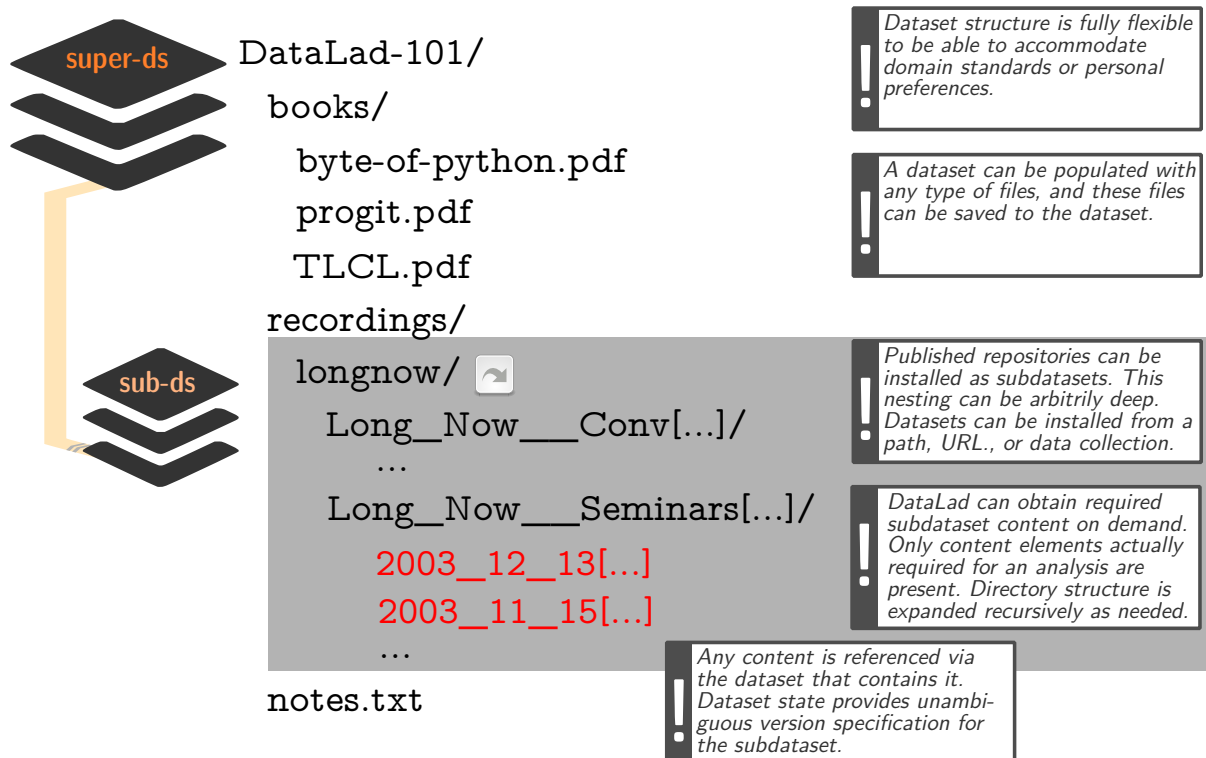 super-ds
DataLad-101/
books/
byte-of-python.pdf
progit.pdf
TLCL.pdf
recordings/
sub-ds
longnow/
Long_Now__Conv[...]/
...
Long_Now__Seminars[...]/
2003_12_13[...]
2003_11_15[...]
...
notes.txt
!
Dataset structure is fully flexible
to be able to accommodate
domain standards or personal
preferences.
!
A dataset can be populated with
any type of files, and these files
can be saved to the dataset.
!
Published repositories can be
installed as subdatasets. This
nesting can be arbitrily deep.
Datasets can be installed from a
path, URL., or data collection.
!
DataLad can obtain required
subdataset content on demand.
Only content elements actually
required for an analysis are
present. Directory structure is
expanded recursively as needed.
!
Any content is referenced via
the dataset that contains it.
Dataset state provides unambi-
guous version specification for
the subdataset.